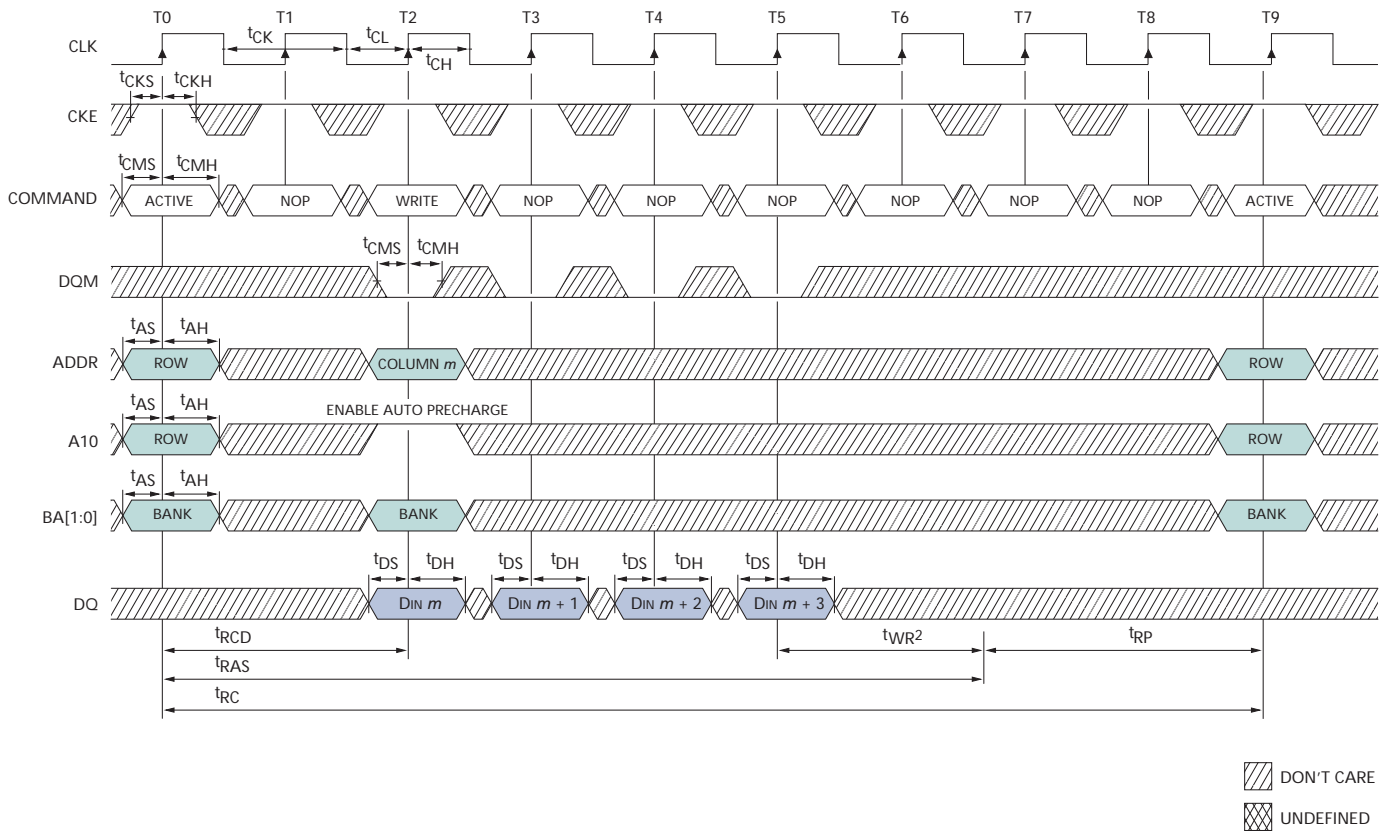 T0 T1 T2 T3 T4 T5 T6 T7 T8 T9
CLK tCK tCL tCH
tCKS tCKH
CKE
tCMS tCMH
COMMAND ACTIVE NOP WRITE NOP NOP NOP NOP NOP NOP ACTIVE
tCMS tCMH
DQM
tAS tAH
ADDR ROW COLUMN m ROW
tAS tAH ENABLE AUTO PRECHARGE
A10 ROW ROW
tAS tAH
BA[1:0] BANK BANK BANK
tDS tDH tDS tDH tDS tDH tDS tDH
DQ DIN m DIN m + 1 DIN m + 2 DIN m + 3
tRCD tWR2 tRP
tRAS
tRC
DON'T CARE
UNDEFINED